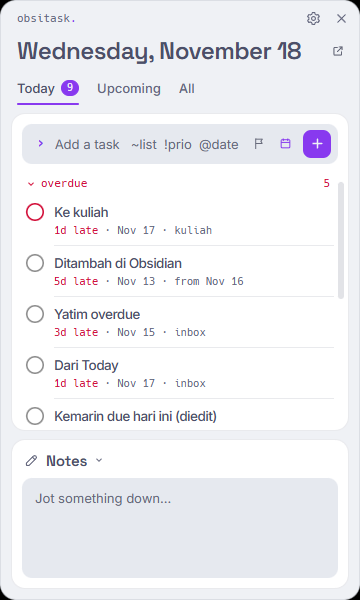 obsitask.
Wednesday, November 18
Today 9 Upcoming All
Add a task ~list !prio @date
overdue 5
Ke kuliah
1d late · Nov 17 · kuliah
Ditambah di Obsidian
5d late · Nov 13 · from Nov 16
Yatim overdue
3d late · Nov 15 · inbox
Dari Today
1d late · Nov 17 · inbox
Kemarin due hari ini (diedit)
Notes
Jot something down...